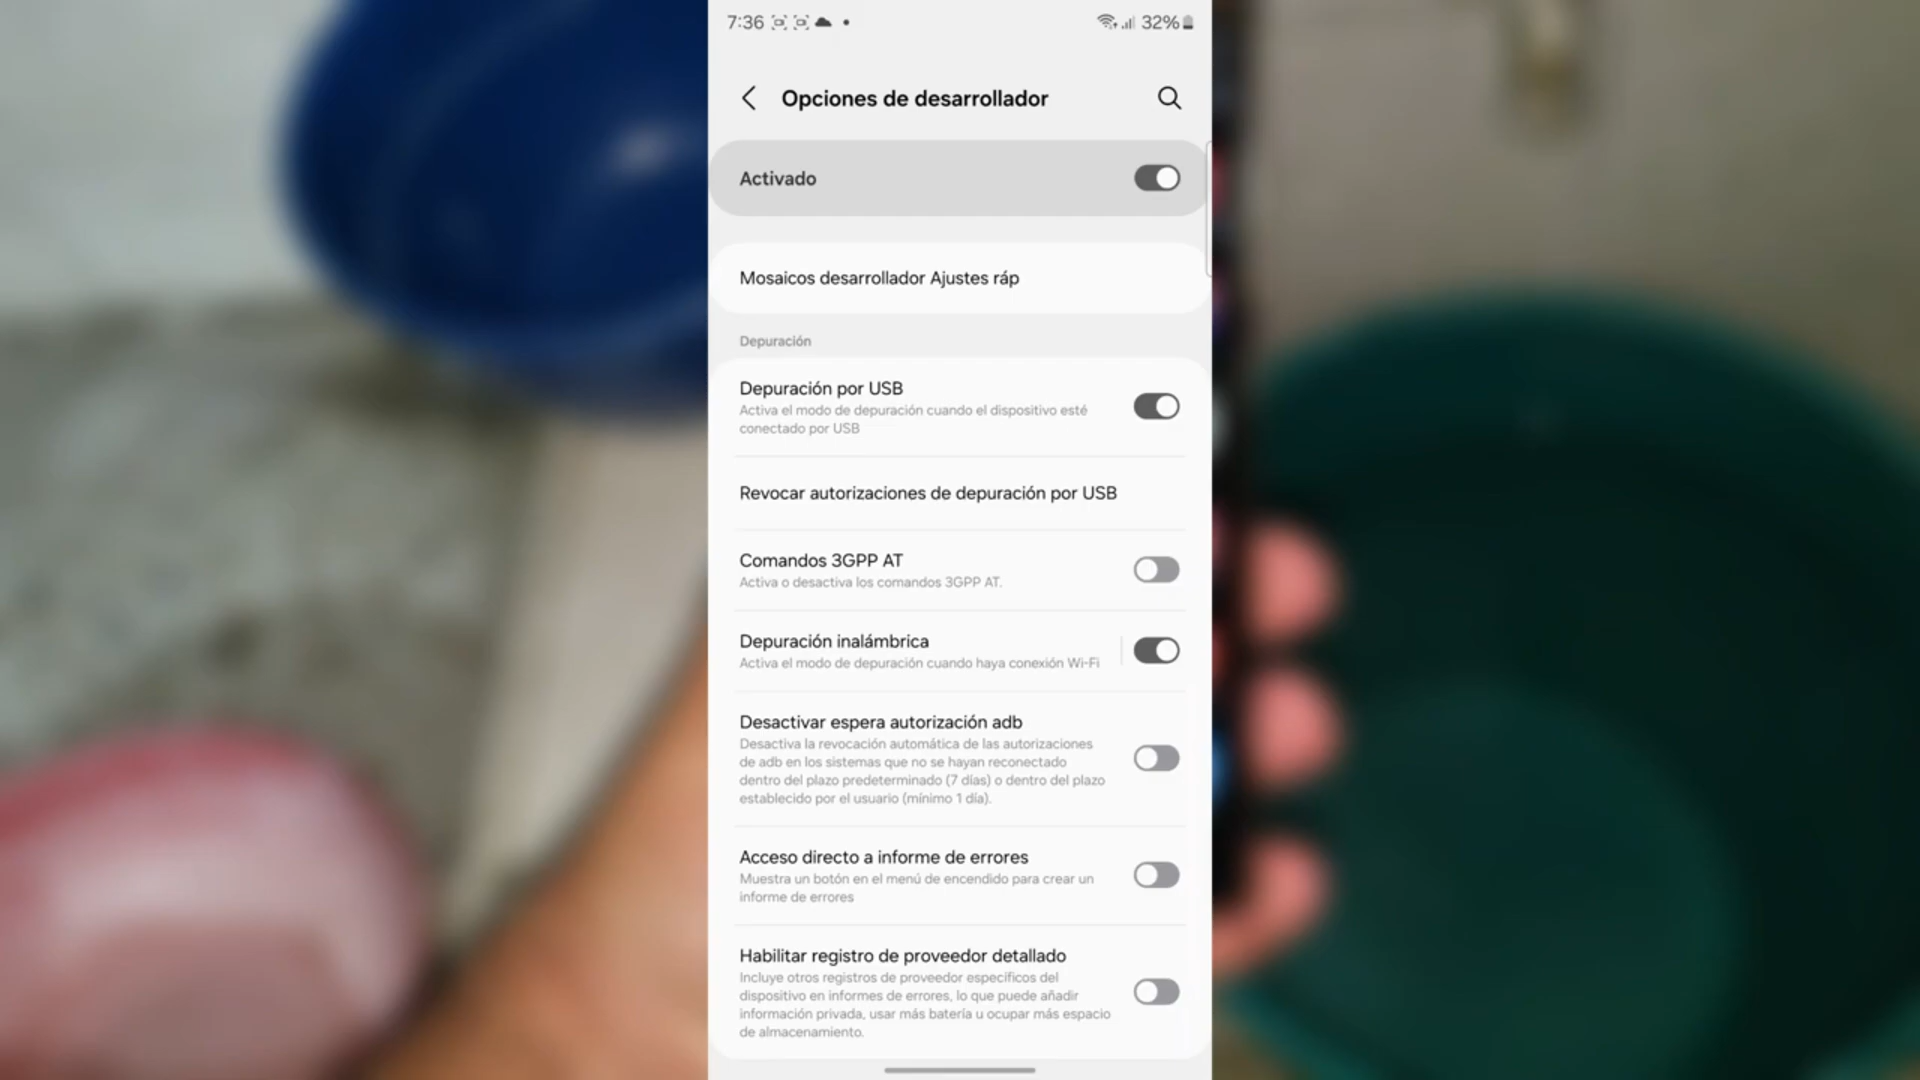 7:36
32%
Opciones de desarrollador
Activado
Mosaicos desarrollador Ajustes ráp
Depuración
Depuración por USB
Activa el modo de depuración cuando el dispositivo esté
conectado por USB
Revocar autorizaciones de depuración por USB
Comandos 3GPP AT
Activa o desactiva los comandos 3GPP AT.
Depuración inalámbrica
Activa el modo de depuración cuando haya conexión Wi-Fi
Desactivar espera autorización adb
Desactiva la revocación automática de las autorizaciones
de adb en los sistemas que no se hayan reconectado
dentro del plazo predeterminado (7 días) o dentro del plazo
establecido por el usuario (mínimo 1 día).
Acceso directo a informe de errores
Muestra un botón en el menú de encendido para crear un
informe de errores
Habilitar registro de proveedor detallado
Incluye otros registros de proveedor específicos del
dispositivo en informes de errores, lo que puede añadir
información privada, usar más batería u ocupar más espacio
de almacenamiento.